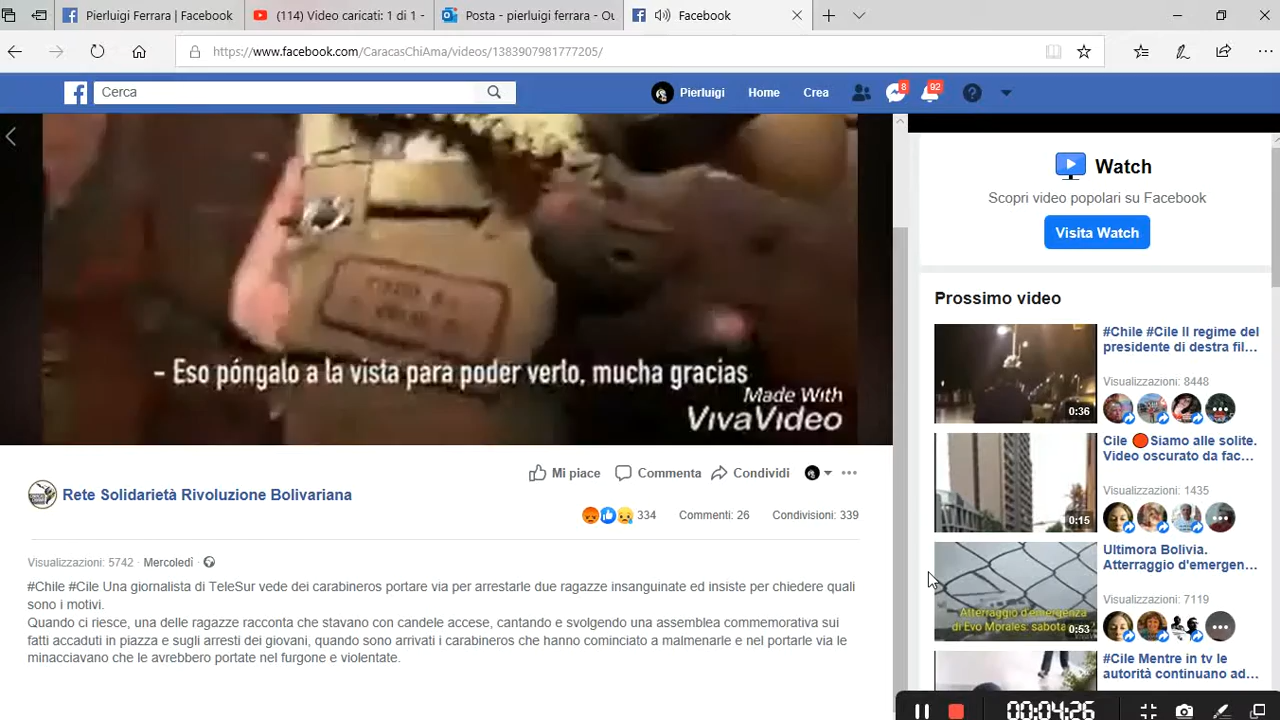 Pierluigi Ferrara | Facebook
(114) Video caricati: 1 di 1 -
Posta - pierluigi ferrara - Ou
Facebook
https://www.facebook.com/CaracasChiAma/videos/1383907981777205/
Cerca
Pierluigi
Home
Crea
8
92
- Eso póngalo a la vista para poder verlo, mucha gracias
Made With
VivaVideo
Mi piace
Commenta
Condividi
Rete Solidarietà Rivoluzione Bolivariana
334
Commenti: 26
Condivisioni: 339
Visualizzazioni: 5742 · Mercoledì ·
#Chile #Cile Una giornalista di TeleSur vede dei carabineros portare via per arrestarle due ragazze insanguinate ed insiste per chiedere quali
sono i motivi.
Quando ci riesce, una delle ragazze racconta che stavano con candele accese, cantando e svolgendo una assemblea commemorativa sui
fatti accaduti in piazza e sugli arresti dei giorni, quando sono arrivati i carabineros che hanno cominciato a malmenarle e nel portarle via le
minacciavano che le avrebbero portate nel furgone e violentate.
Watch
Scopri video popolari su Facebook
Visita Watch
Prossimo video
#Chile #Cile Il regime del
presidente di destra fil...
Visualizzazioni: 8448
0:36
Cile 🔴Siamo alle solite.
Video oscurato da fac...
Visualizzazioni: 1435
0:15
Ultimora Bolivia.
Atterraggio d'emergen...
Visualizzazioni: 7119
Atterraggio d'emergenza
di Evo Morales: sabota
0:53
#Cile Mentre in tv le
autorità continuano ad...
00:04:26